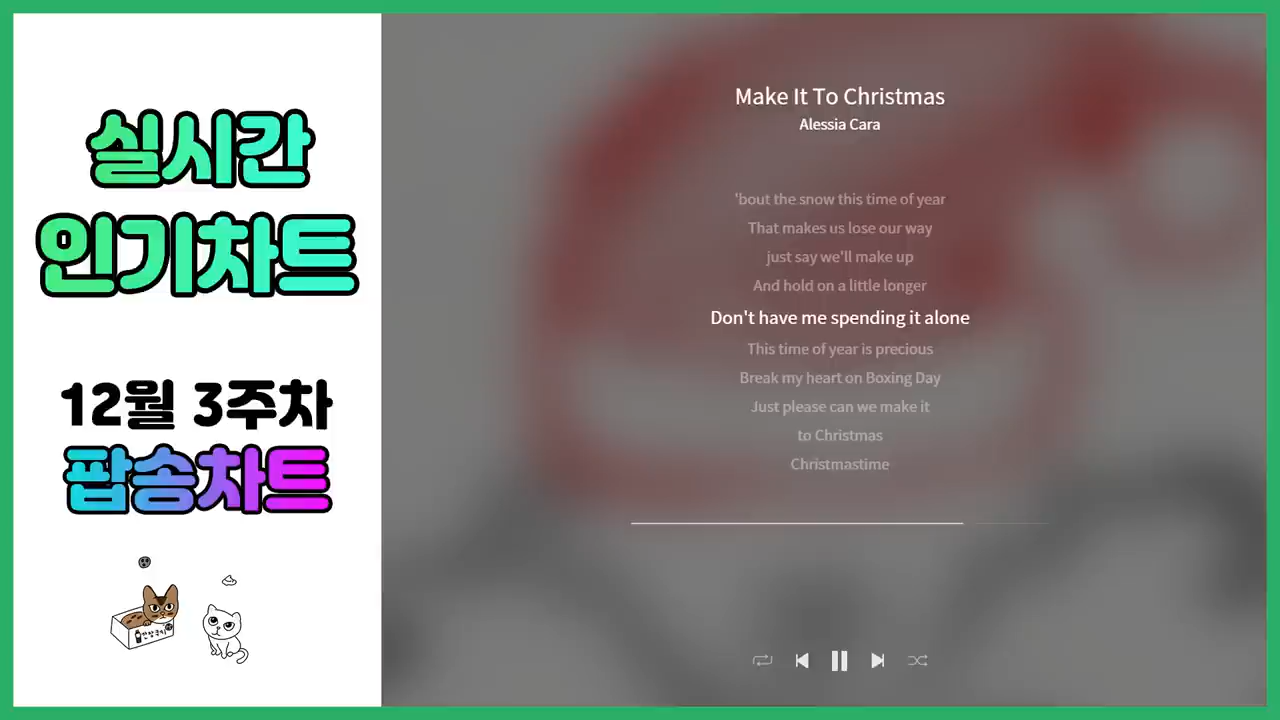 실시간
인기차트
12월 3주차
팝송차트
Make It To Christmas
Alessia Cara
'bout the snow this time of year
That makes us lose our way
just say we'll make up
And hold on a little longer
Don't have me spending it alone
This time of year is precious
Break my heart on Boxing Day
Just please can we make it
to Christmas
Christmastime